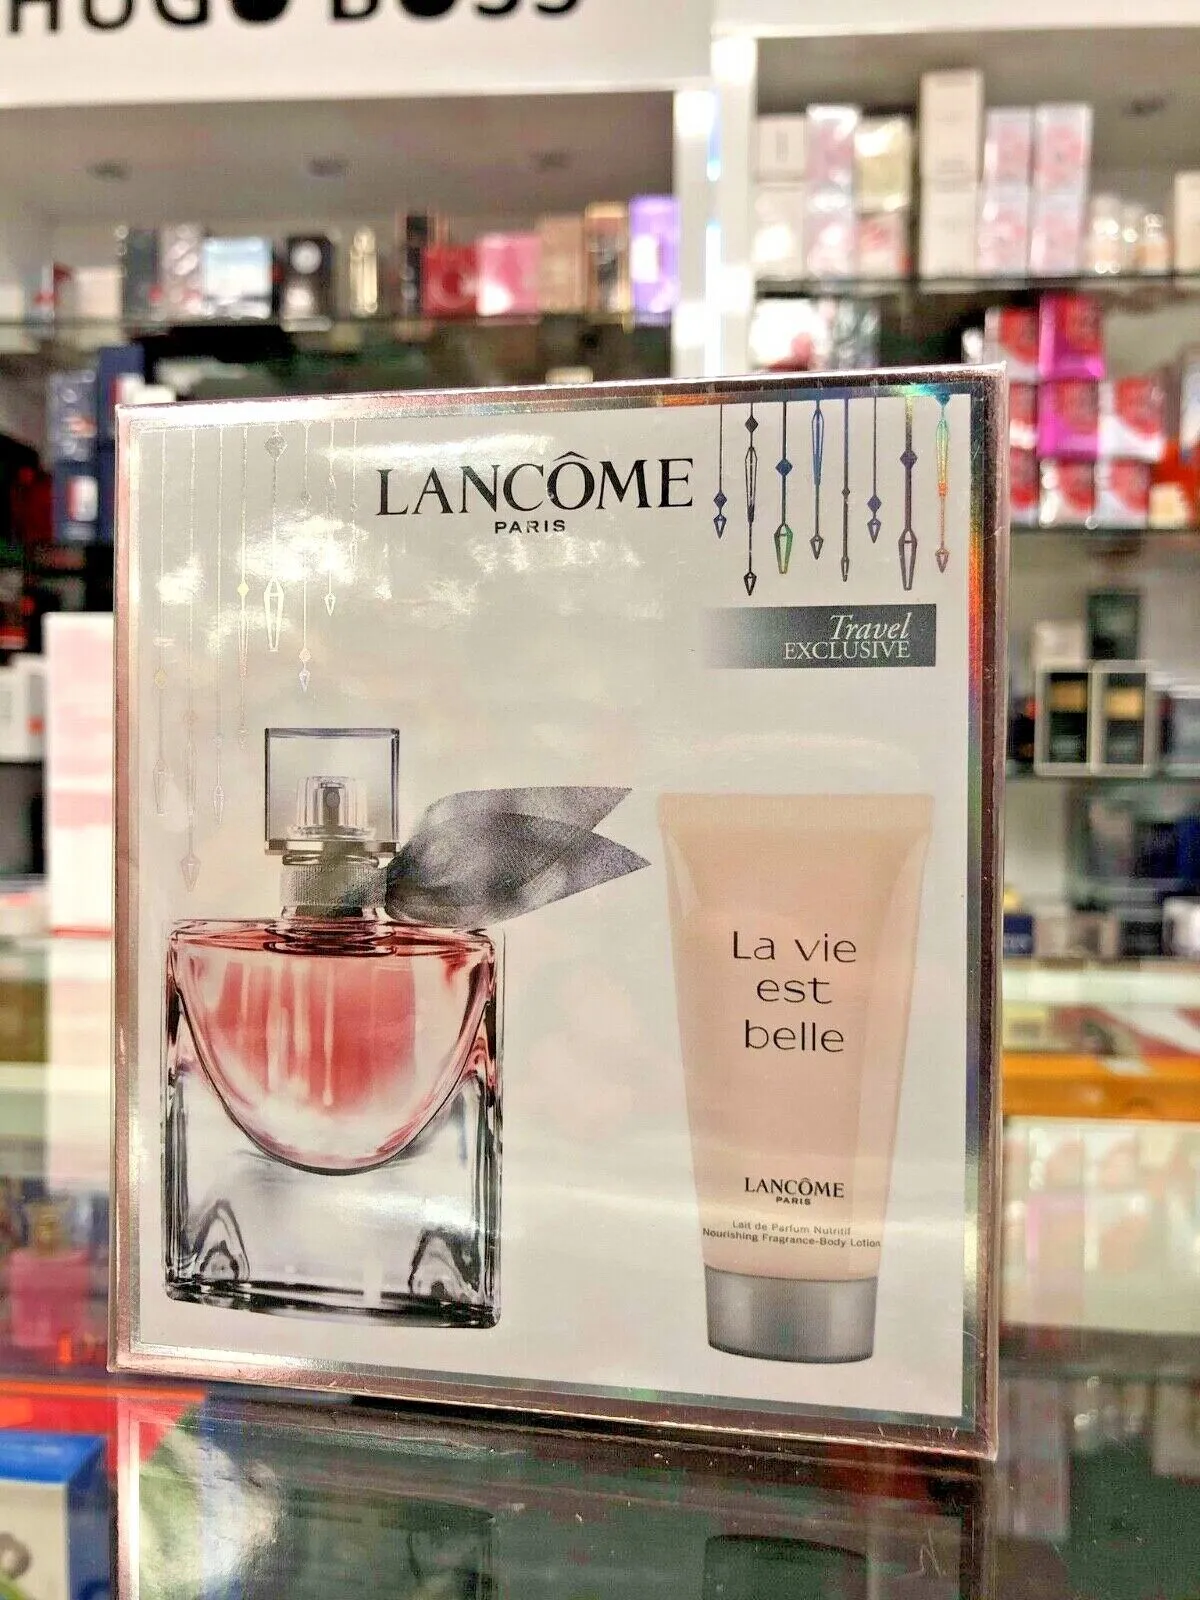 HUGO BOSS
LANCÔME
PARIS
Travel
EXCLUSIVE
La vie
est
belle
LANCÔME
PARIS
Lait de Parfum Nutritif
Nourishing Fragrance-Body Lotion